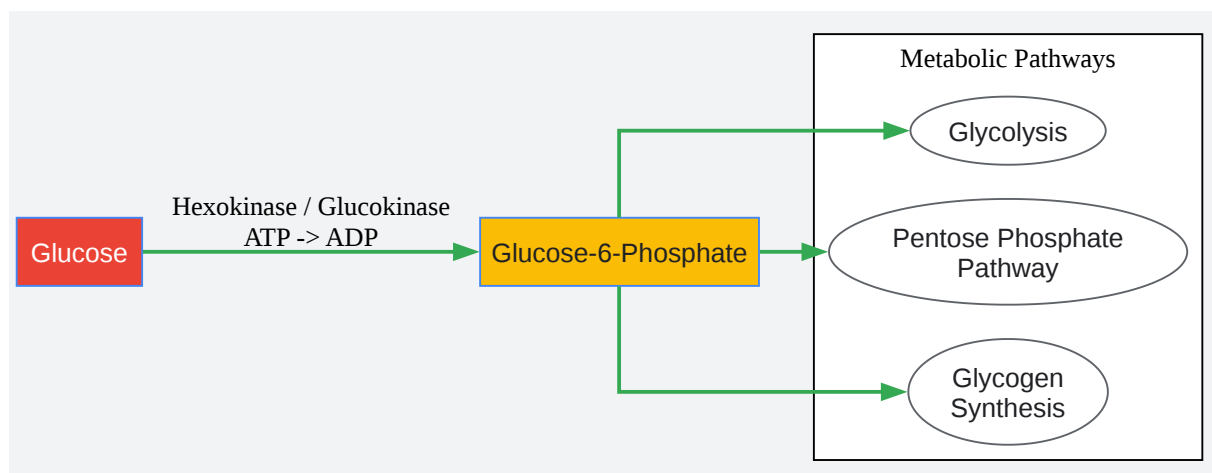 Metabolic Pathways
Glycolysis
Hexokinase / Glucokinase
ATP -> ADP
Glucose
Glucose-6-Phosphate
Pentose Phosphate
Pathway
Glycogen
Synthesis